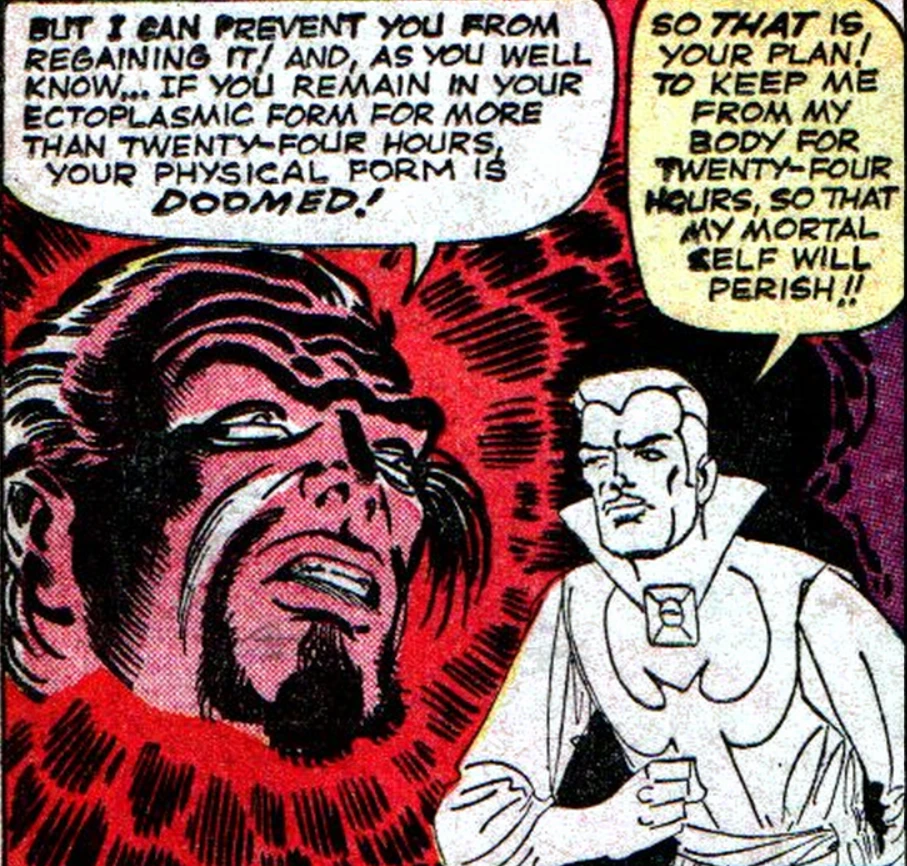 BUT I CAN PREVENT YOU FROM
REGAINING IT! AND, AS YOU WELL
KNOW... IF YOU REMAIN IN YOUR
ECTOPLASMIC FORM FOR MORE
THAN TWENTY-FOUR HOURS,
YOUR PHYSICAL FORM IS
DOOMED!
SO THAT IS
YOUR PLAN!
TO KEEP ME
FROM MY
BODY FOR
TWENTY-FOUR
HOURS, SO THAT
MY MORTAL
SELF WILL
PERISH!!